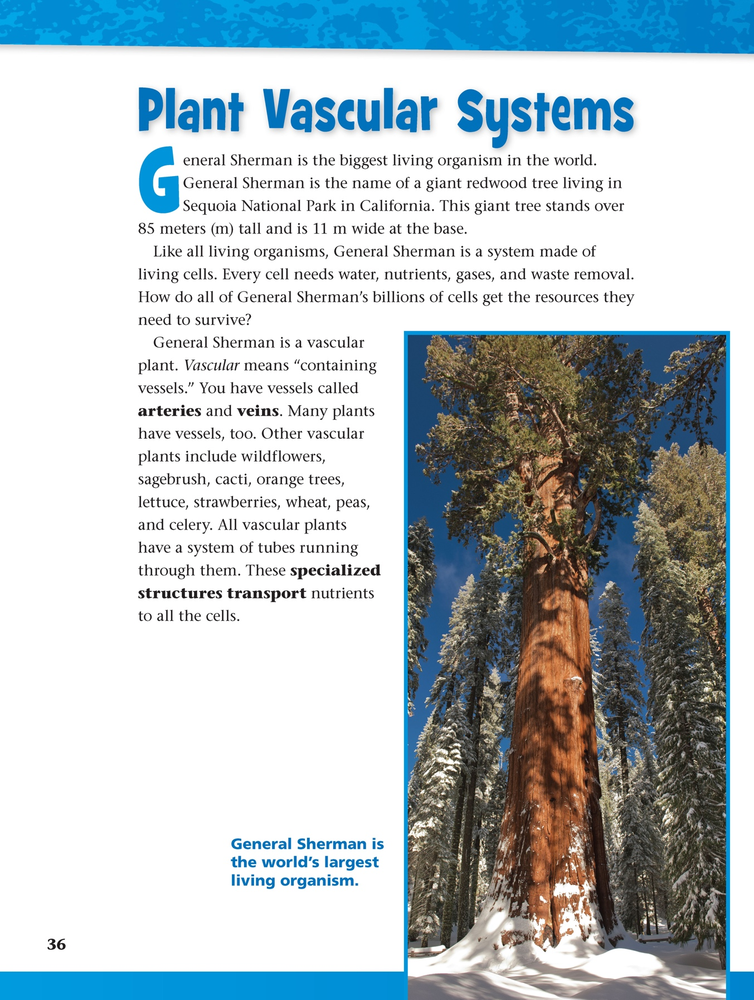 Plant Vascular Systems
General Sherman is the biggest living organism in the world.
General Sherman is the name of a giant redwood tree living in
Sequoia National Park in California. This giant tree stands over
85 meters (m) tall and is 11 m wide at the base.
Like all living organisms, General Sherman is a system made of
living cells. Every cell needs water, nutrients, gases, and waste removal.
How do all of General Sherman’s billions of cells get the resources they
need to survive?
General Sherman is a vascular
plant. Vascular means “containing
vessels.” You have vessels called
arteries and veins. Many plants
have vessels, too. Other vascular
plants include wildflowers,
sagebrush, cacti, orange trees,
lettuce, strawberries, wheat, peas,
and celery. All vascular plants
have a system of tubes running
through them. These specialized
structures transport nutrients
to all the cells.
General Sherman is
the world’s largest
living organism.
36